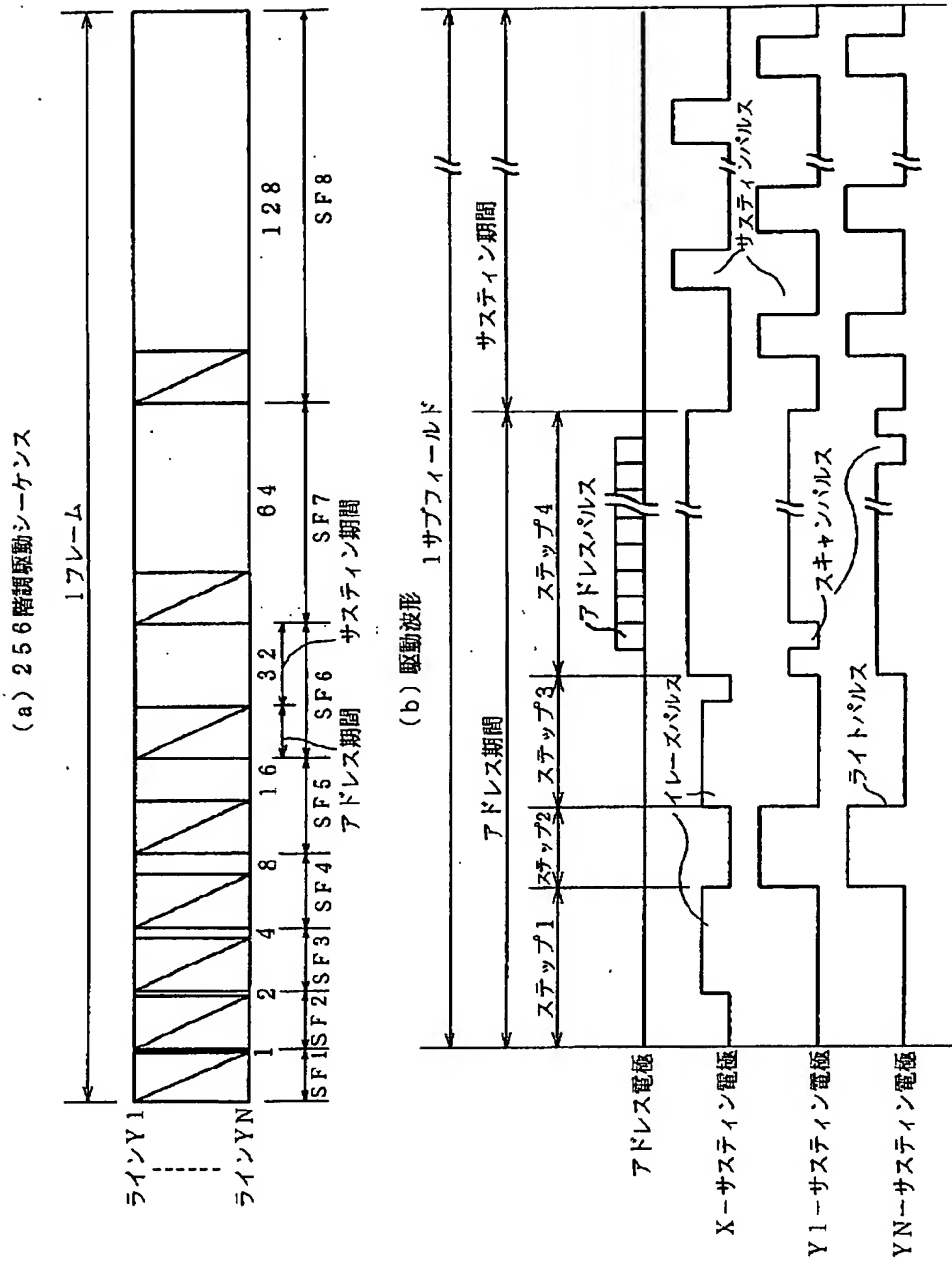 (a) 256階調駆動シーケンス
1フレーム
ラインY1
ラインYN
1
2
4
8
16
32
64
128
SF1
SF2
SF3
SF4
SF5
SF6
SF7
SF8
アドレス期間
サスティン期間
(b) 駆動波形
1サブフィールド
アドレス期間
サスティン期間
ステップ1
ステップ2
ステップ3
ステップ4
アドレスパルス
アドレス電極
イレーズパルス
X－サスティン電極
サスティンパルス
Y1－サスティン電極
スキャンパルス
ライトパルス
YN－サスティン電極